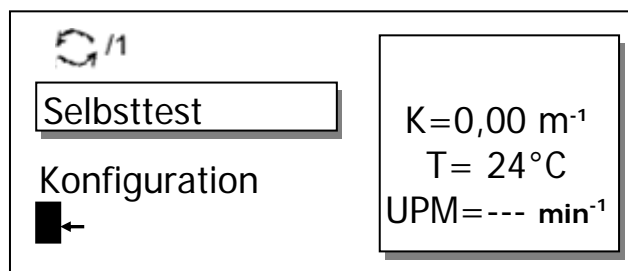 /1
Selbsttest
Konfiguration
K=0,00 m⁻¹
T= 24°C
UPM=--- min⁻¹